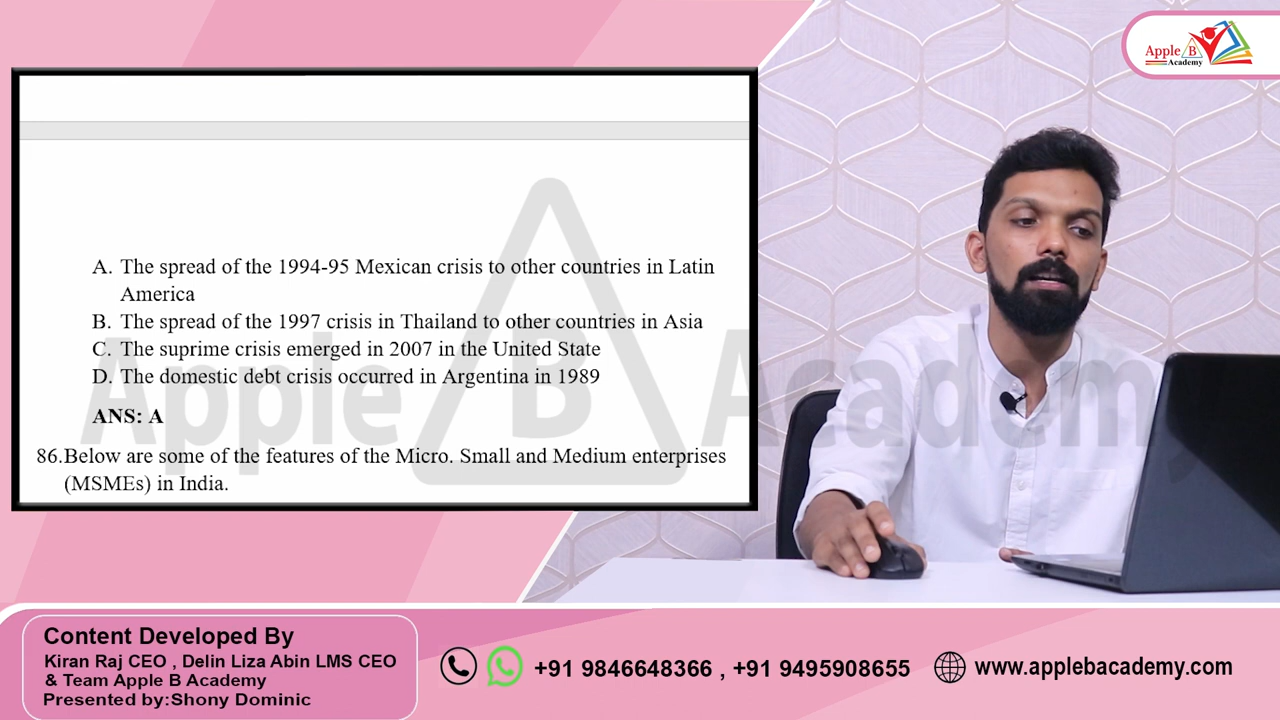 Apple B
Academy
A. The spread of the 1994-95 Mexican crisis to other countries in Latin
America
B. The spread of the 1997 crisis in Thailand to other countries in Asia
C. The suprime crisis emerged in 2007 in the United State
D. The domestic debt crisis occurred in Argentina in 1989
ANS: A
86.Below are some of the features of the Micro. Small and Medium enterprises
(MSMEs) in India.
Apple B Academy
Content Developed By
Kiran Raj CEO , Delin Liza Abin LMS CEO
& Team Apple B Academy
Presented by:Shony Dominic
+91 9846648366 , +91 9495908655
www.applebacademy.com